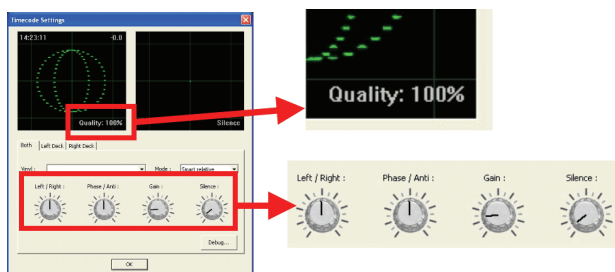 Timecode Settings
14:23:11 -0.0
Quality: 100%
Silence
Both Left Deck Right Deck
Vinyl : Mode : Smart relative
Left / Right : Phase / Anti : Gain : Silence :
Debug...
OK
Quality: 100%
Left / Right : Phase / Anti : Gain : Silence :